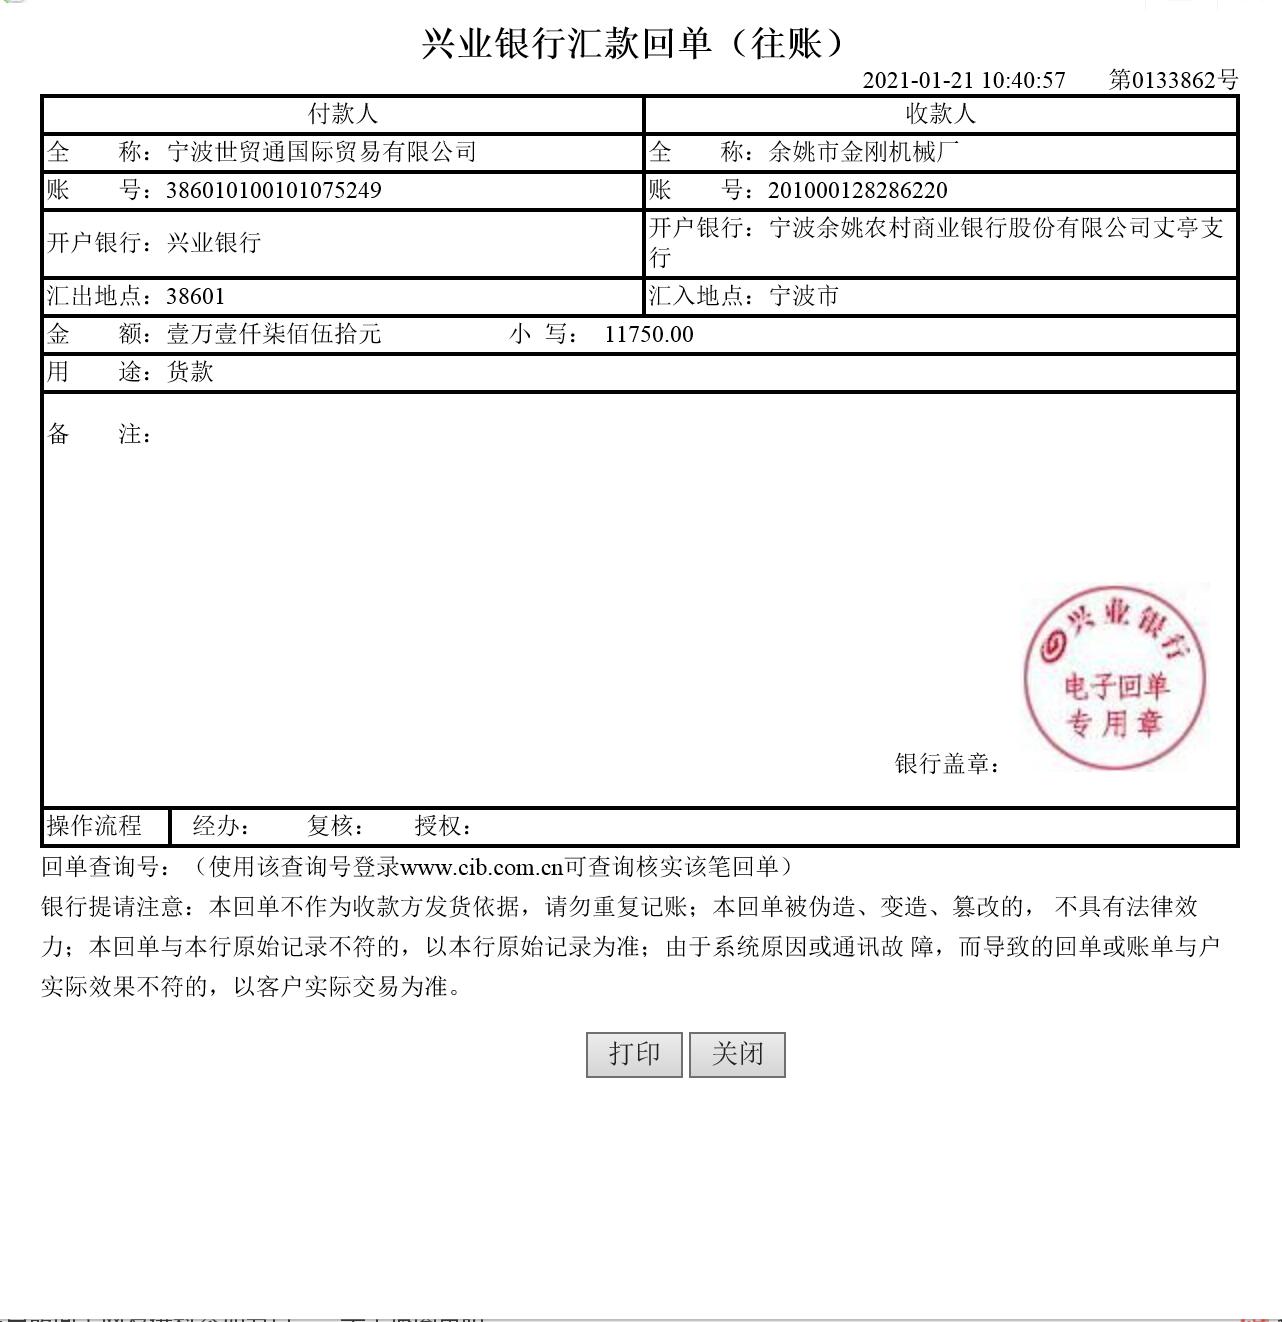 兴业银行汇款回单（往账）
2021-01-21 10:40:57 第0133862号
付款人 收款人
全 称：宁波世贸通国际贸易有限公司 全 称：余姚市金刚机械厂
账 号：386010100101075249 账 号：201000128286220
开户银行：兴业银行 开户银行：宁波余姚农村商业银行股份有限公司丈亭支
行
汇出地点：38601 汇入地点：宁波市
金 额：壹万壹仟柒佰伍拾元 小 写： 11750.00
用 途：货款
备 注：
兴业银行
电子回单
专用章
银行盖章：
操作流程 经办： 复核： 授权：
回单查询号：（使用该查询号登录www.cib.com.cn可查询核实该笔回单）
银行提请注意：本回单不作为收款方发货依据，请勿重复记账；本回单被伪造、变造、篡改的， 不具有法律效
力；本回单与本行原始记录不符的，以本行原始记录为准；由于系统原因或通讯故 障，而导致的回单或账单与户
实际效果不符的，以客户实际交易为准。
打印 关闭